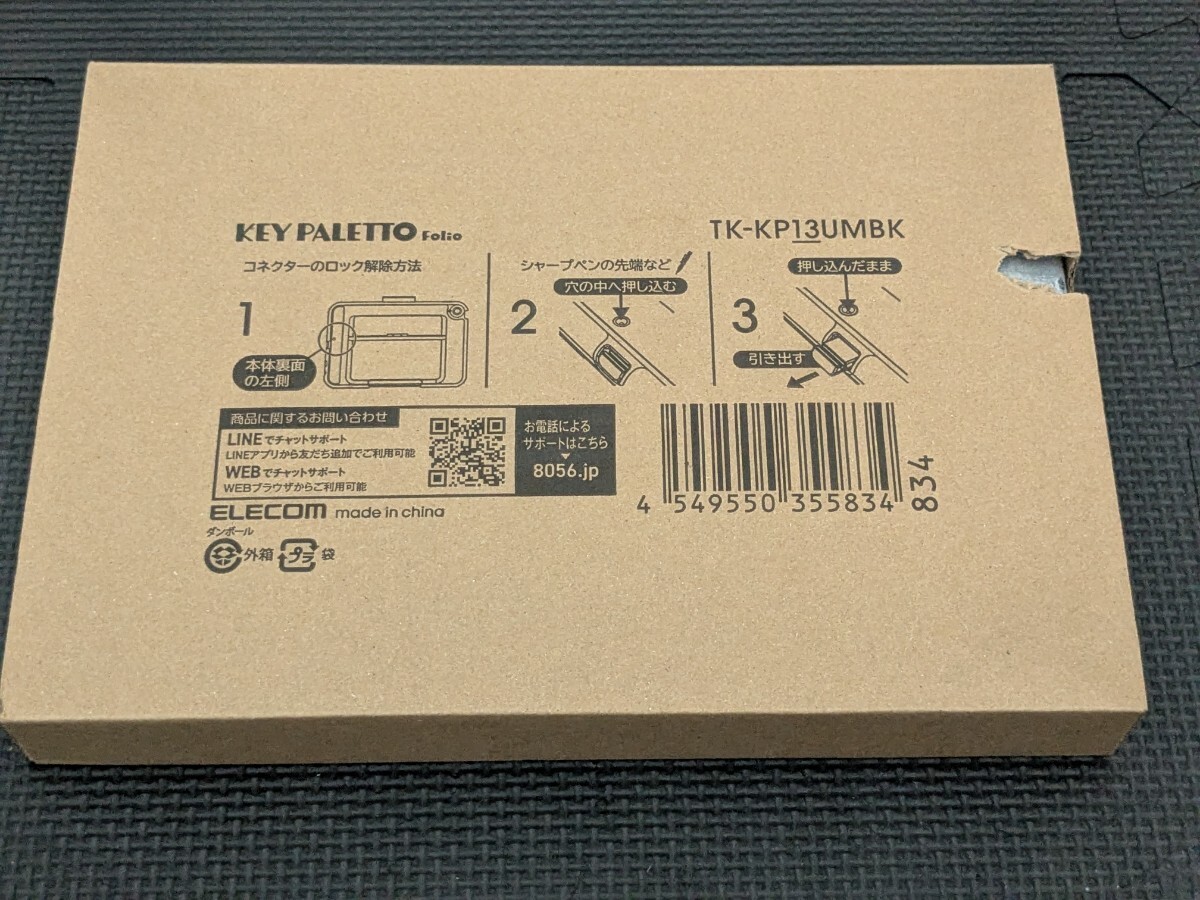 KEY PALETTO Folio
TK-KP13UMBK
コネクターのロック解除方法
1
本体裏面
の左側
シャープペンの先端など
穴の中へ押し込む
2
押し込んだまま
3
引き出す
商品に関するお問い合わせ
LINEでチャットサポート
LINEアプリから友だち追加でご利用可能
WEBでチャットサポート
WEBブラウザからご利用可能
お電話による
サポートはこちら
8056.jp
4 549550 355834
834
ELECOM made in china
ダンボール
外箱 プラ 袋